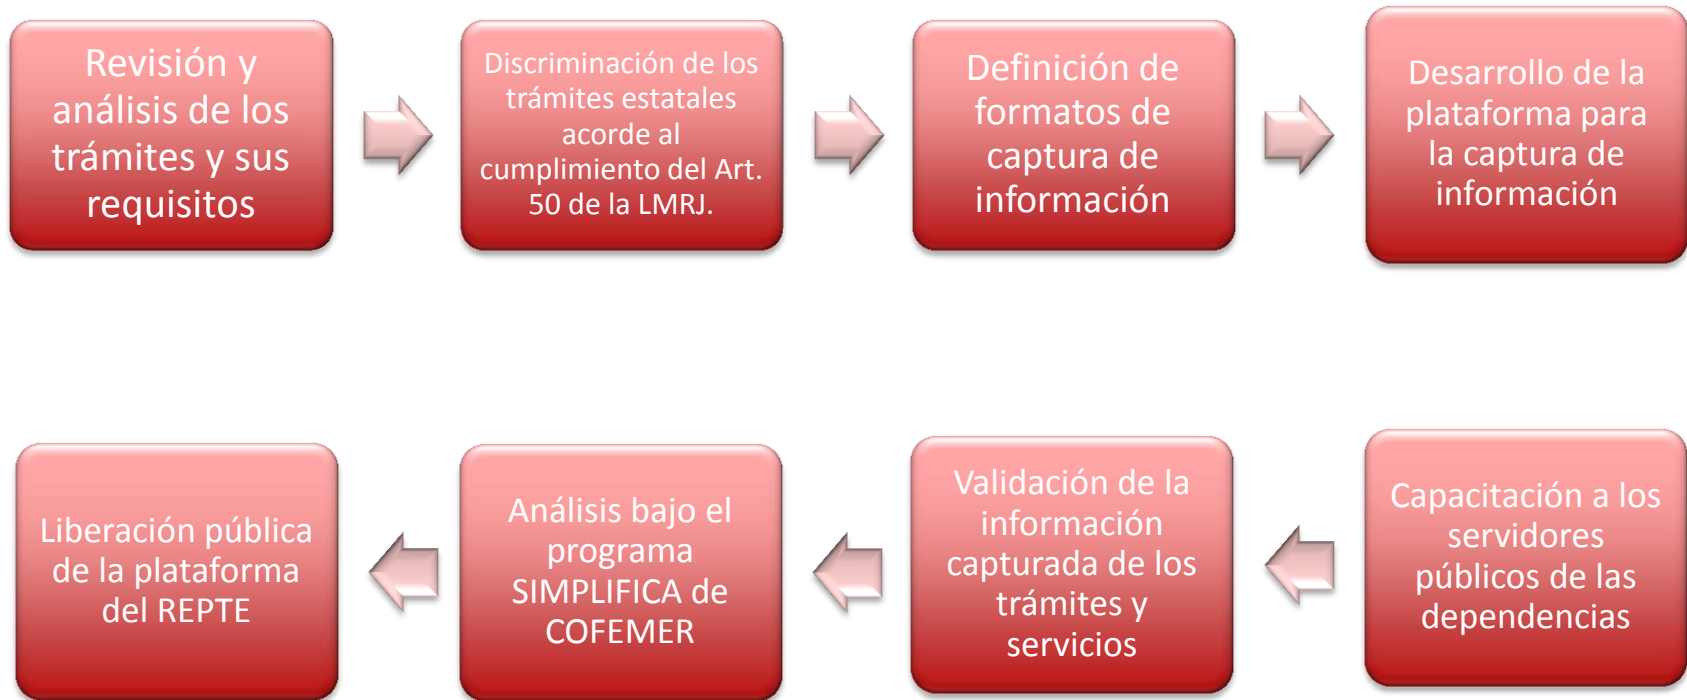 Revisión y
análisis de los
trámites y sus
requisitos
Discriminación de los
trámites estatales
acorde al
cumplimiento del Art.
50 de la LMRJ.
Definición de
formatos de
captura de
información
Desarrollo de la
plataforma para
la captura de
información
Capacitación a los
servidores
públicos de las
dependencias
Validación de la
información
capturada de los
trámites y
servicios
Análisis bajo el
programa
SIMPLIFICA de
COFEMER
Liberación pública
de la plataforma
del REPTE